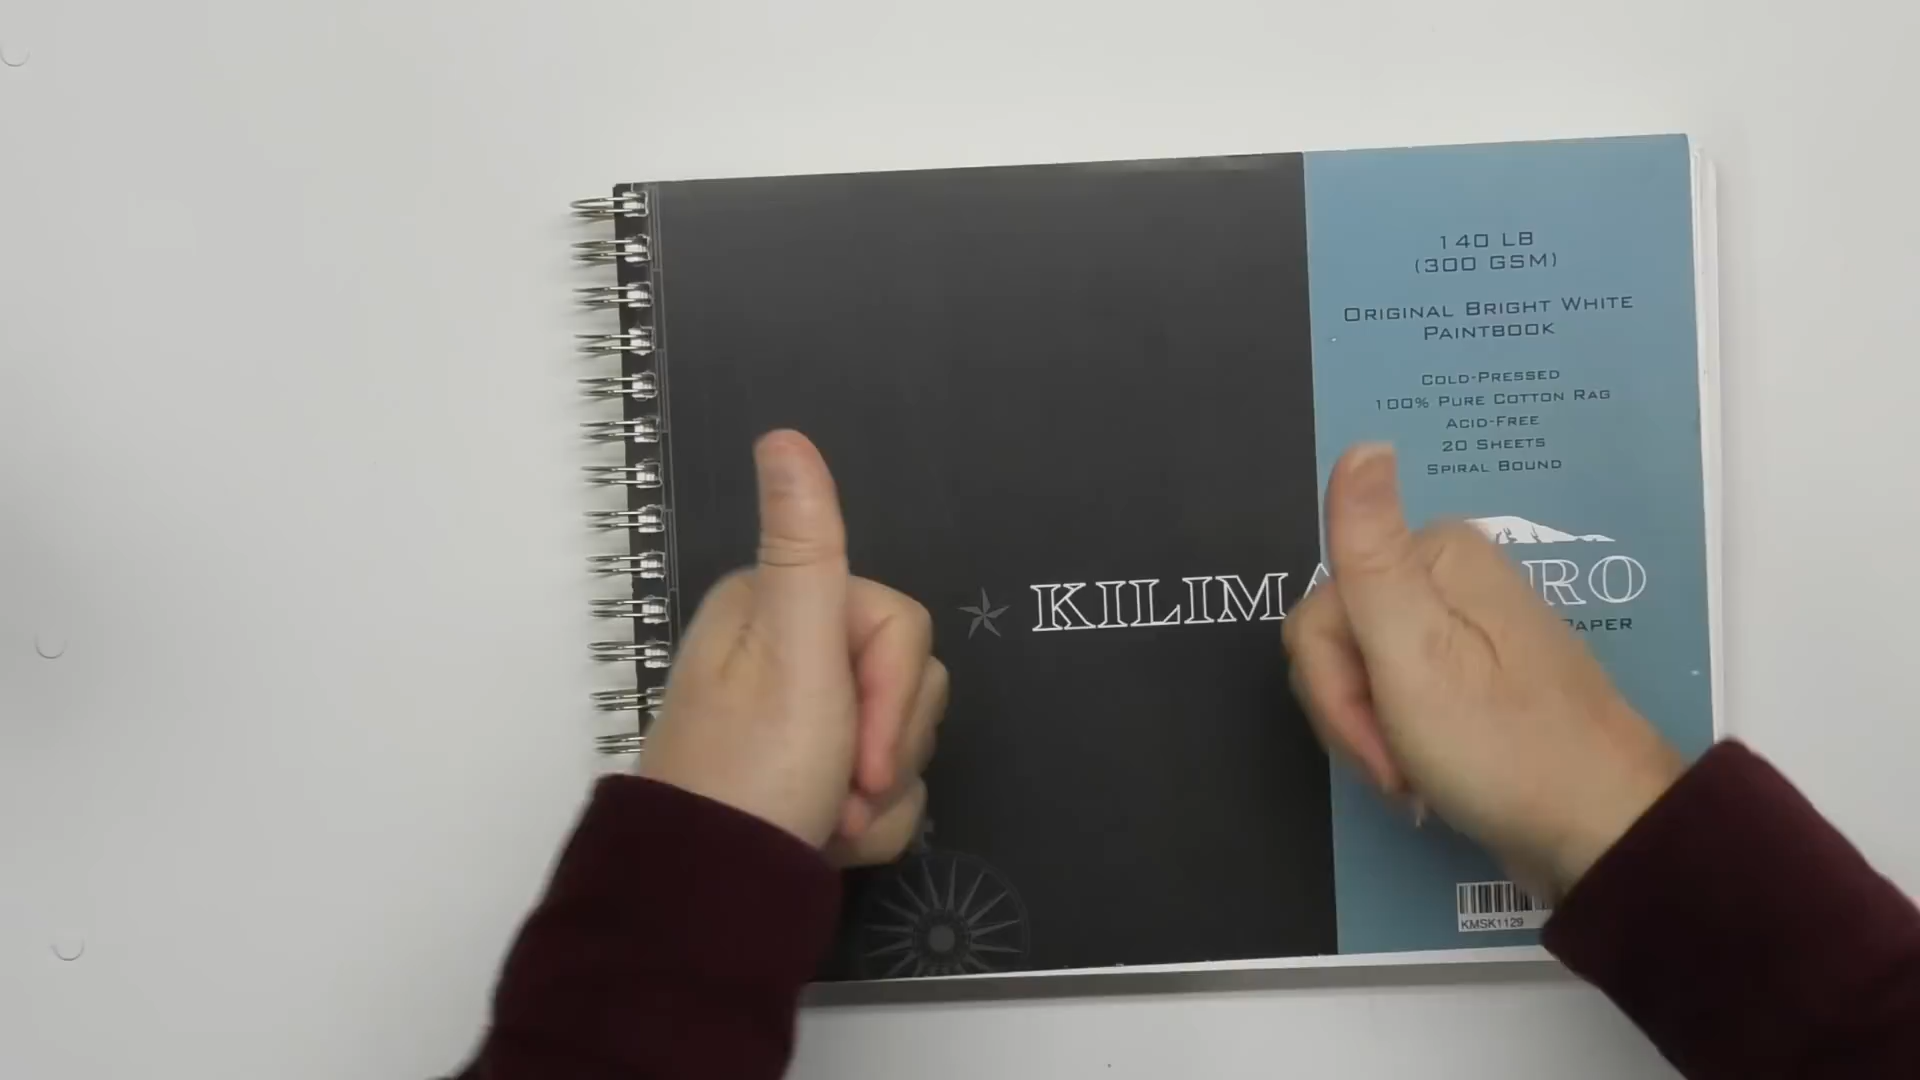 140 LB
(300 GSM)
Original Bright White
Paintbook
Cold-Pressed
100% Pure Cotton Rag
Acid-Free
20 Sheets
Spiral Bound
KILIM RO
PAPER
KMSK1129